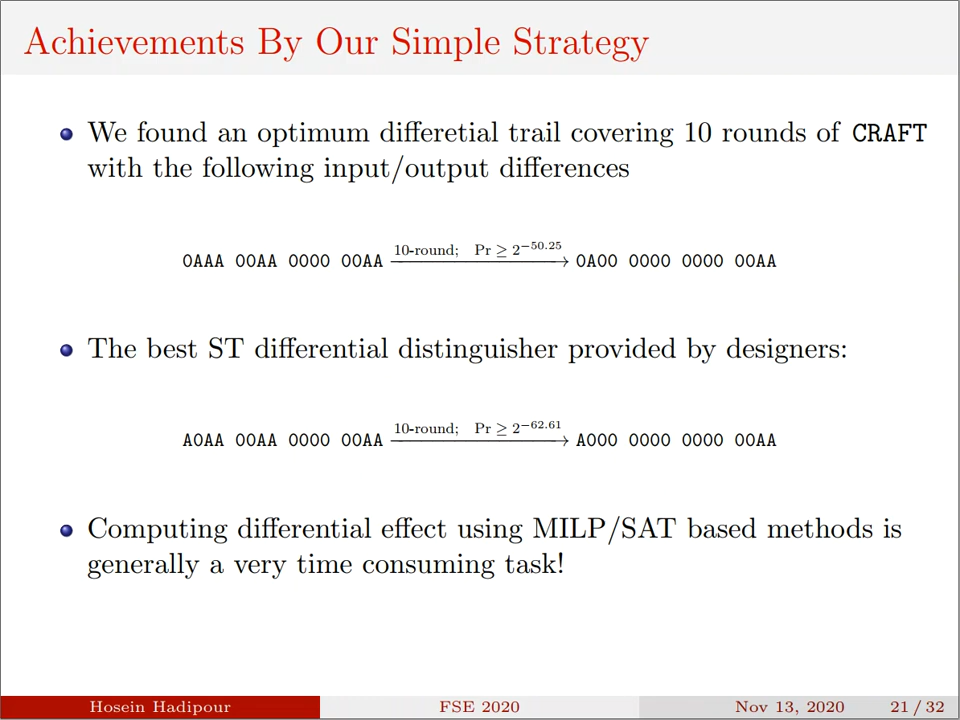 Achievements By Our Simple Strategy
We found an optimum differetial trail covering 10 rounds of CRAFT
with the following input/output differences
0AAA 00AA 0000 00AA 10-round; Pr ≥ 2^−50.25 → 0A00 0000 0000 00AA
The best ST differential distinguisher provided by designers:
A0AA 00AA 0000 00AA 10-round; Pr ≥ 2^−62.61 → A000 0000 0000 00AA
Computing differential effect using MILP/SAT based methods is
generally a very time consuming task!
Hosein Hadipour FSE 2020 Nov 13, 2020 21 / 32